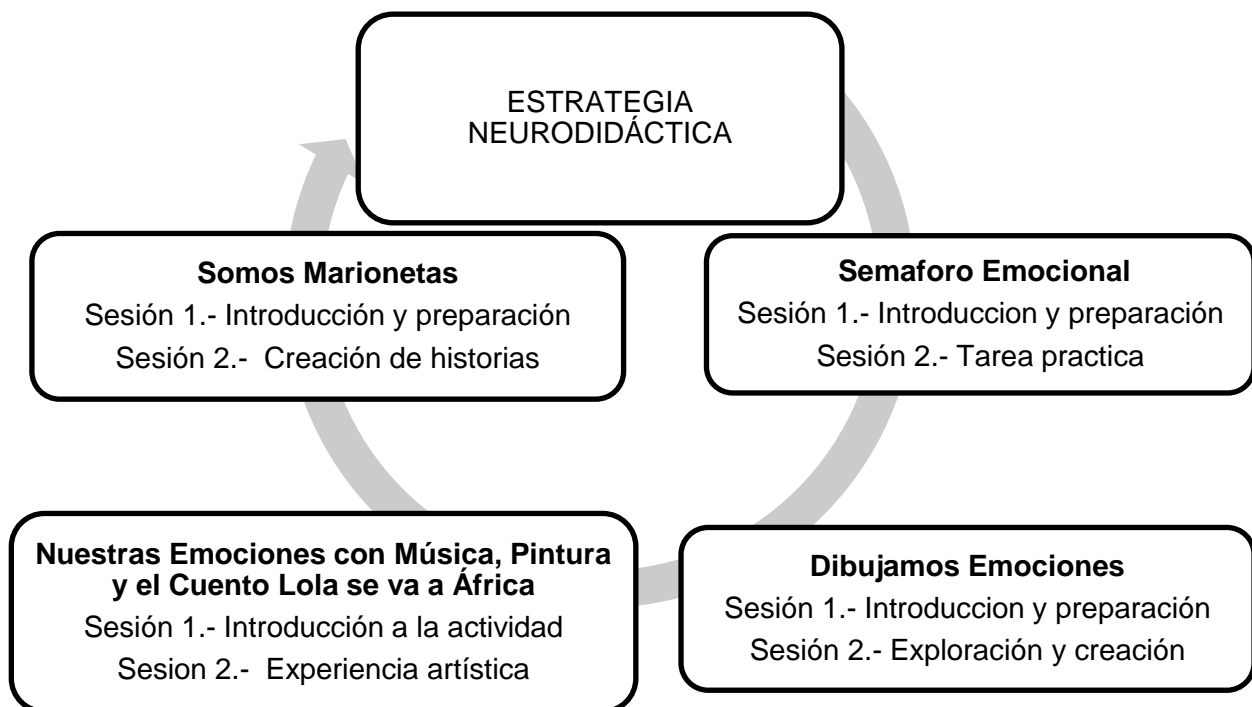 ESTRATEGIA
NEURODIDÁCTICA
Somos Marionetas
Sesión 1.- Introducción y preparación
Sesión 2.- Creación de historias
Semaforo Emocional
Sesión 1.- Introduccion y preparación
Sesión 2.- Tarea practica
Nuestras Emociones con Música, Pintura
y el Cuento Lola se va a África
Sesión 1.- Introducción a la actividad
Sesion 2.- Experiencia artística
Dibujamos Emociones
Sesión 1.- Introduccion y preparación
Sesión 2.- Exploración y creación